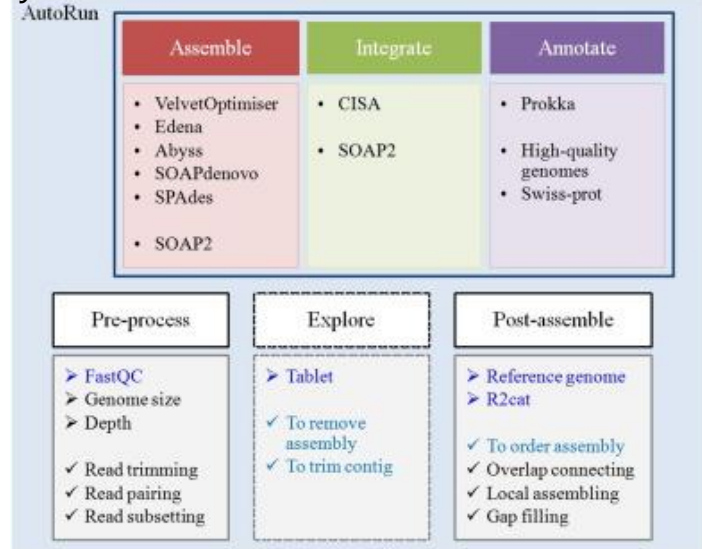 AutoRun
Assemble
• VelvetOptimiser
• Edena
• Abyss
• SOAPdenovo
• SPAdes
• SOAP2
Integrate
• CISA
• SOAP2
Annotate
• Prokka
• High-quality
genomes
• Swiss-prot
Pre-process
➢ FastQC
➢ Genome size
➢ Depth
✓ Read trimming
✓ Read pairing
✓ Read subsetting
Explore
➢ Tablet
✓ To remove
assembly
✓ To trim contig
Post-assemble
➢ Reference genome
➢ R2cat
✓ To order assembly
✓ Overlap connecting
✓ Local assembling
✓ Gap filling